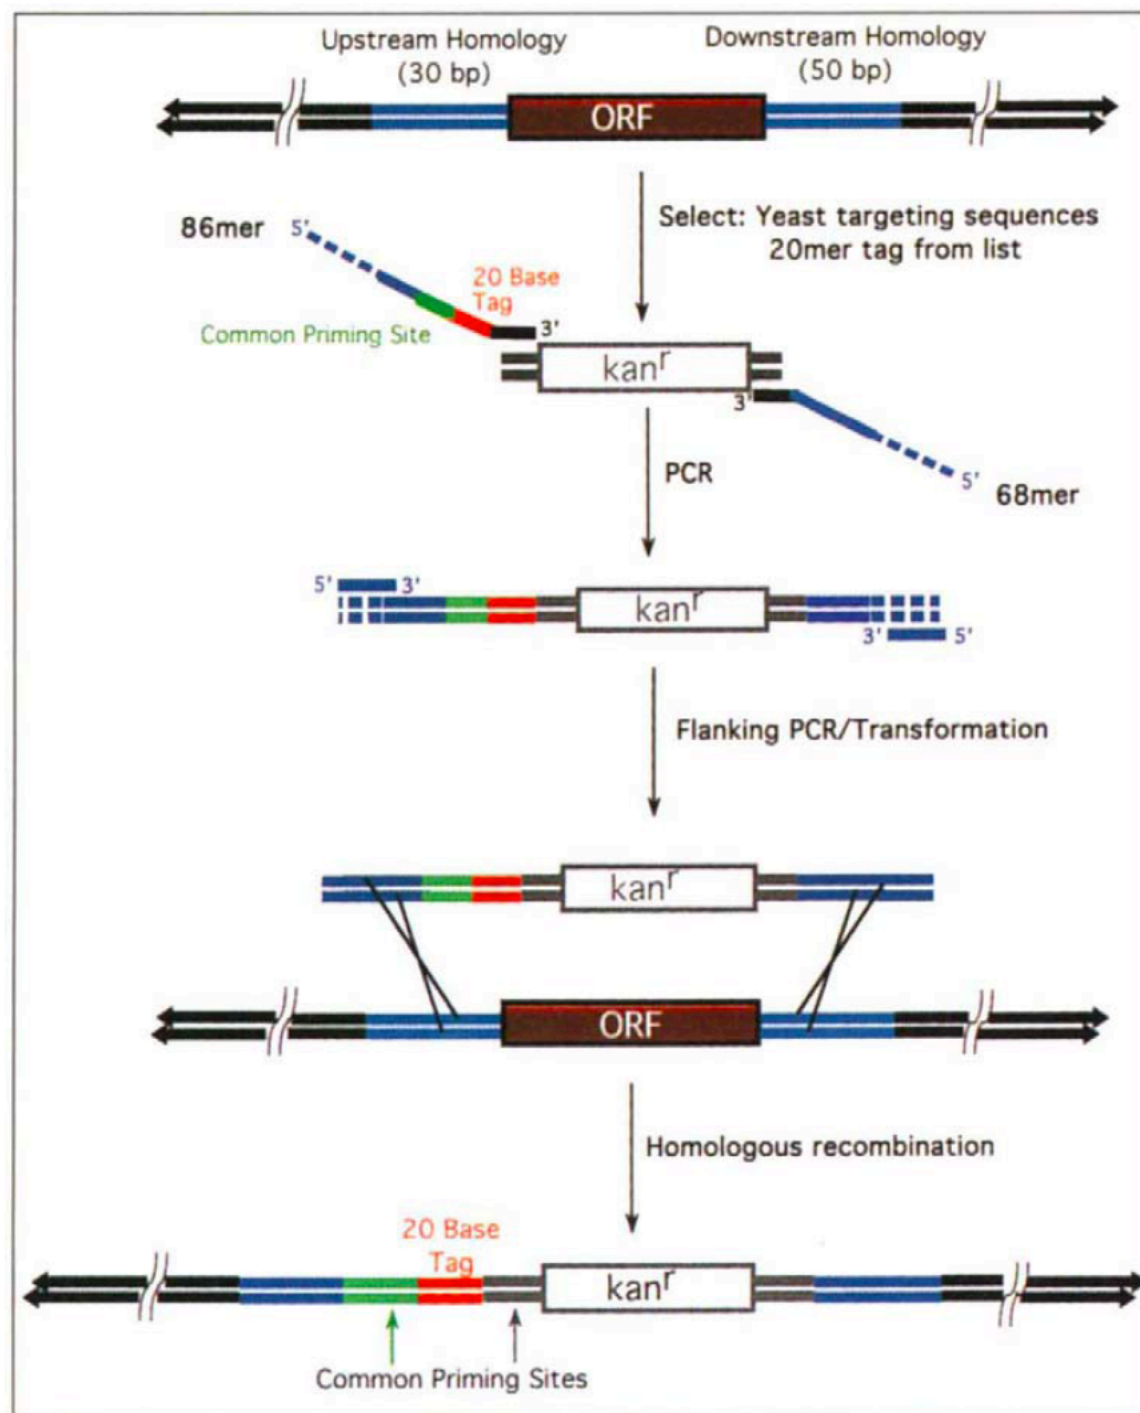 Upstream Homology
(30 bp)
Downstream Homology
(50 bp)
ORF
Select: Yeast targeting sequences
20mer tag from list
86mer
5'
20 Base
Tag
Common Priming Site
3'
kanʳ
3'
5'
68mer
PCR
5'
3'
kanʳ
3'
5'
Flanking PCR/Transformation
kanʳ
ORF
Homologous recombination
20 Base
Tag
kanʳ
Common Priming Sites